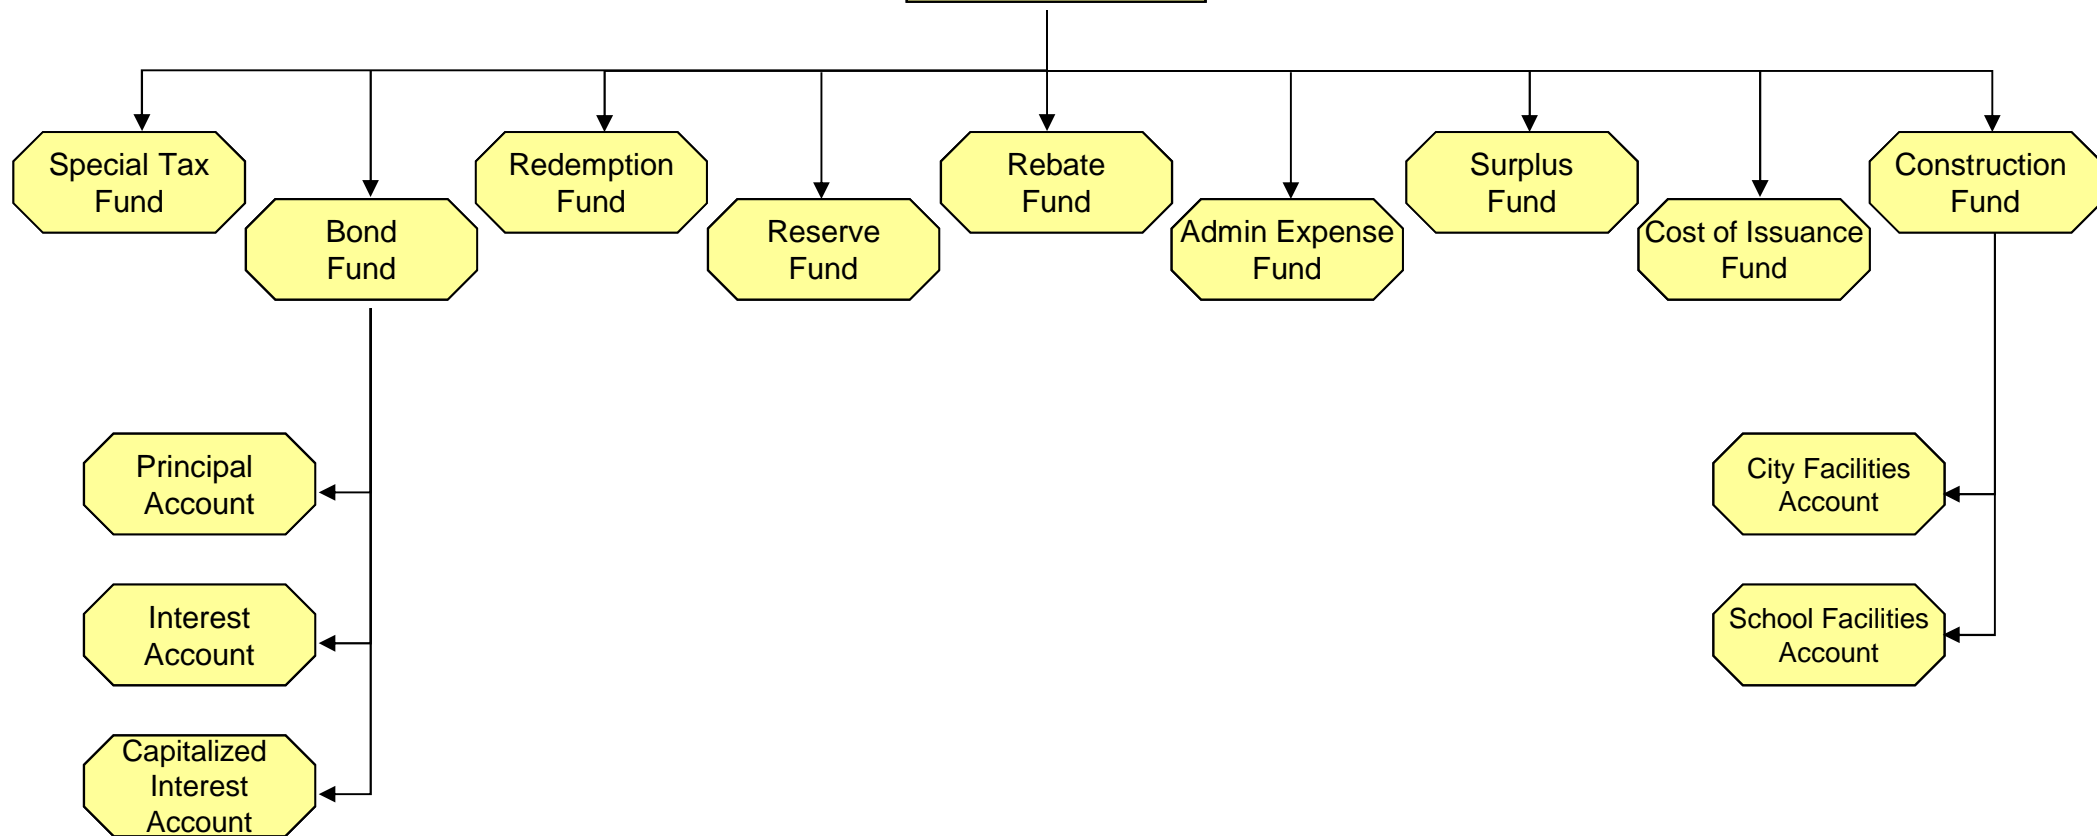 Special Tax
Fund
Bond
Fund
Redemption
Fund
Reserve
Fund
Rebate
Fund
Admin Expense
Fund
Surplus
Fund
Cost of Issuance
Fund
Construction
Fund
Principal
Account
Interest
Account
Capitalized
Interest
Account
City Facilities
Account
School Facilities
Account